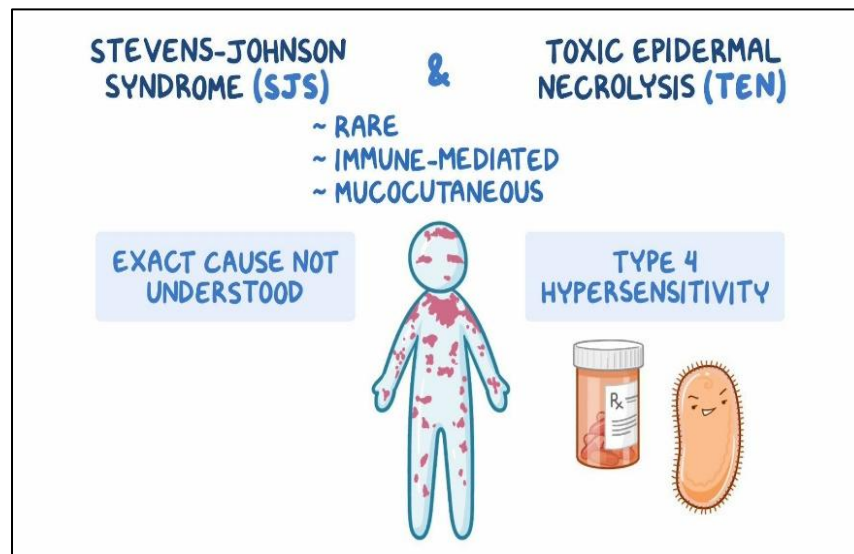 STEVENS-JOHNSON
SYNDROME (SJS)
&
TOXIC EPIDERMAL
NECROLYSIS (TEN)
~ RARE
~ IMMUNE-MEDIATED
~ MUCOCUTANEOUS
EXACT CAUSE NOT
UNDERSTOOD
TYPE 4
HYPERSENSITIVITY
Rx